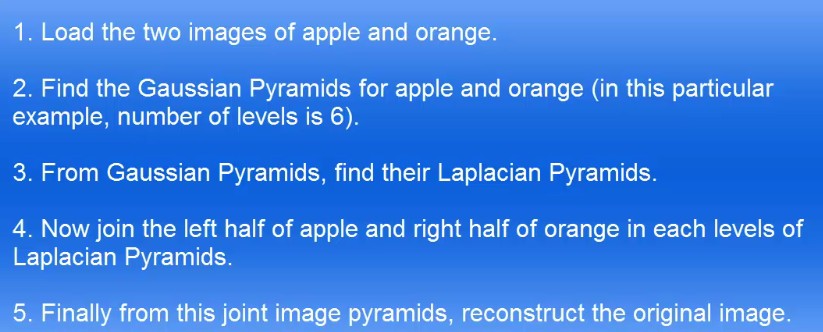 1. Load the two images of apple and orange.
2. Find the Gaussian Pyramids for apple and orange (in this particular
example, number of levels is 6).
3. From Gaussian Pyramids, find their Laplacian Pyramids.
4. Now join the left half of apple and right half of orange in each levels of
Laplacian Pyramids.
5. Finally from this joint image pyramids, reconstruct the original image.